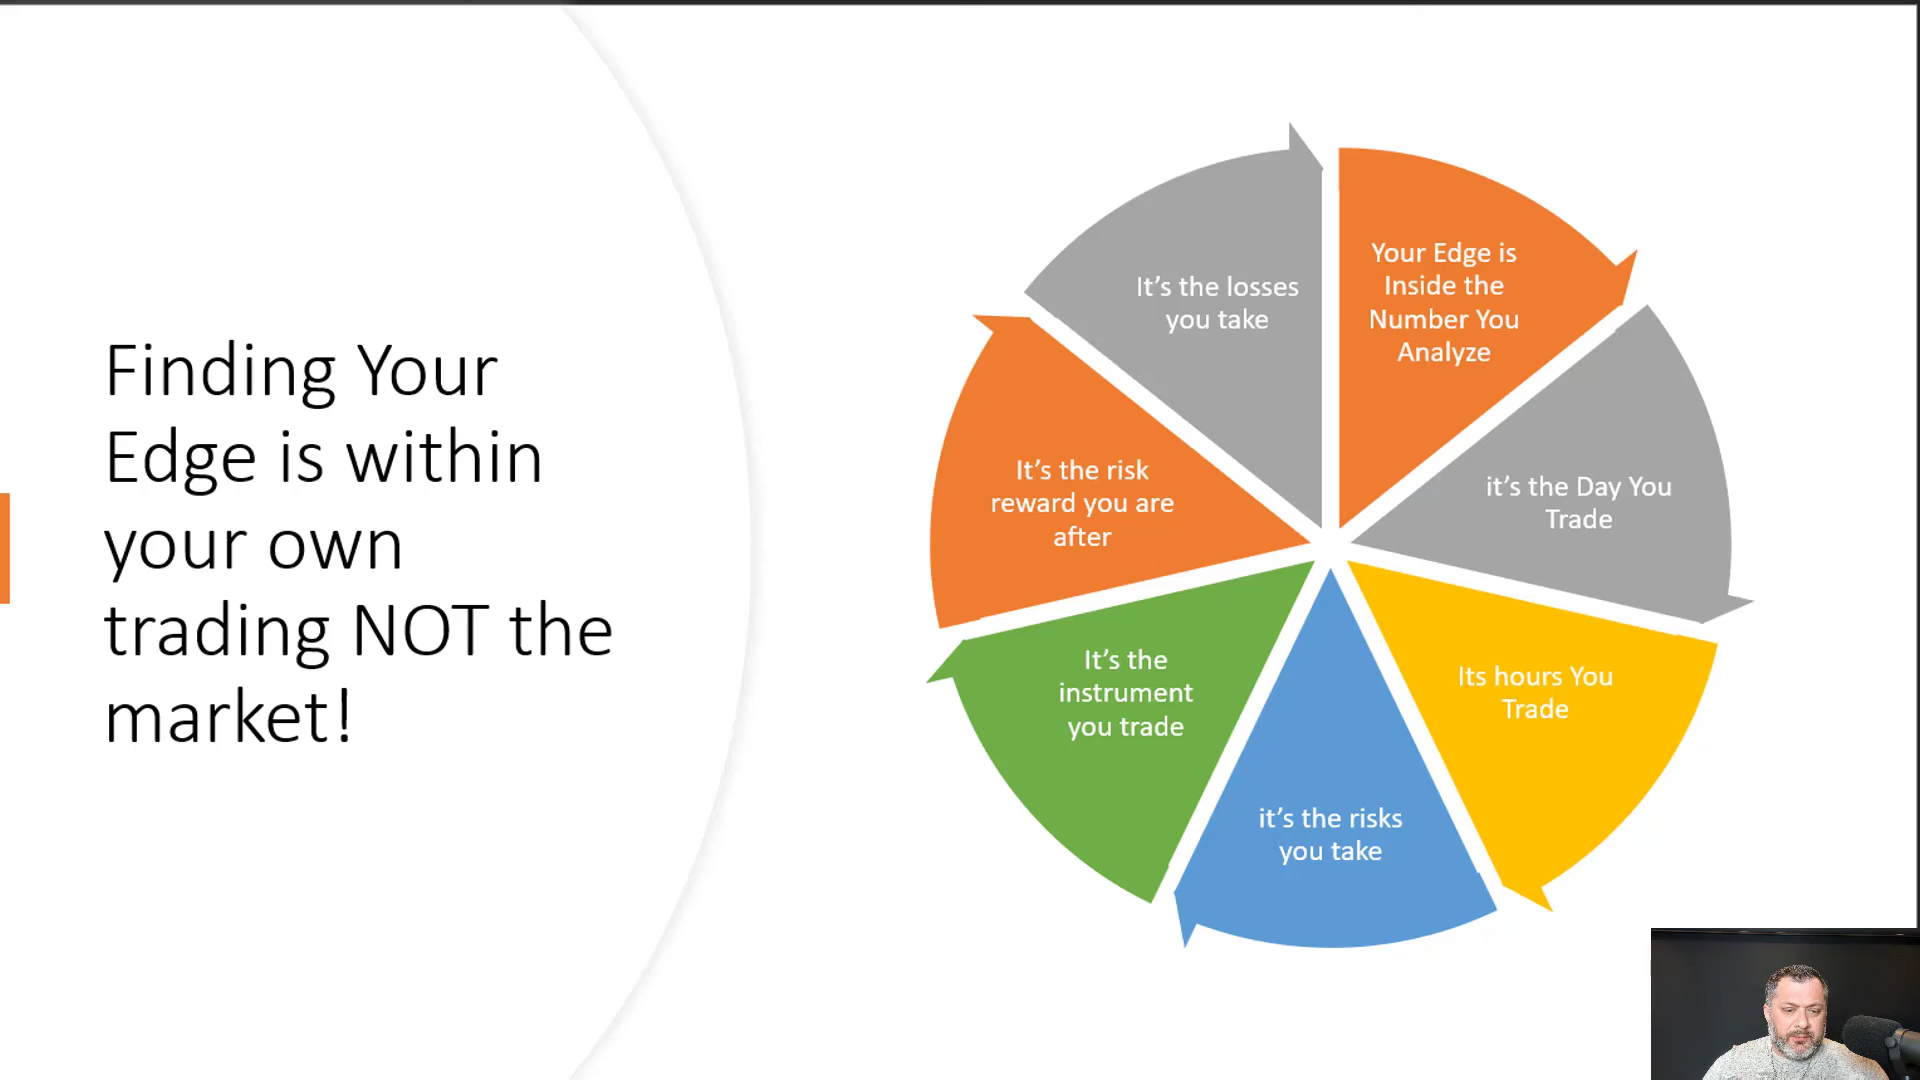 Finding Your
Edge is within
your own
trading NOT the
market!
Your Edge is
Inside the
Number You
Analyze
it’s the Day You
Trade
Its hours You
Trade
it’s the risks
you take
It’s the
instrument
you trade
It’s the risk
reward you are
after
It’s the losses
you take